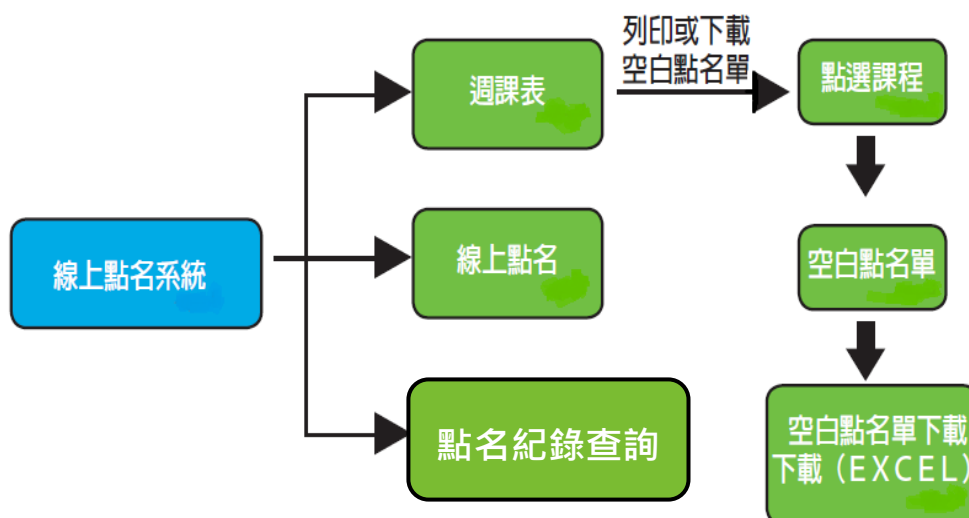 線上點名系統
週課表
列印或下載
空白點名單
點選課程
線上點名
空白點名單
點名紀錄查詢
空白點名單下載
下載（EXCEL）